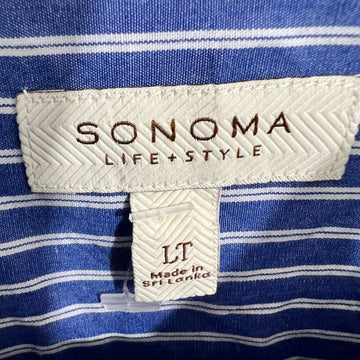 SONOMA
LIFE+STYLE
LT
Made in
Sri Lanka